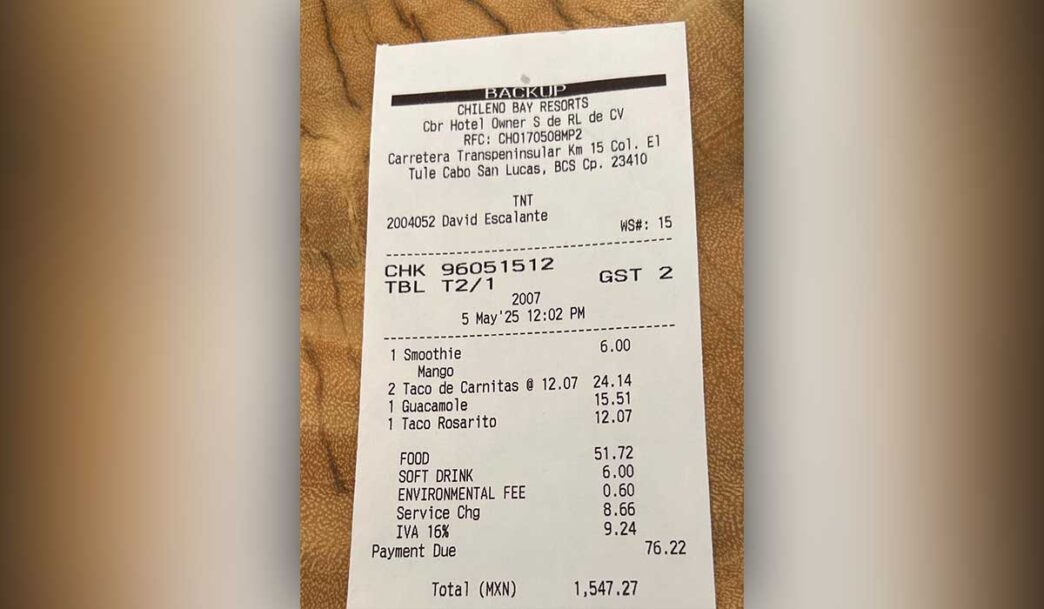 BACKUP
CHILENO BAY RESORTS
Cbr Hotel Owner S de RL de CV
RFC: CHO170508MP2
Carretera Transpeninsular Km 15 Col. El
Tule Cabo San Lucas, BCS Cp. 23410
TNT
2004052 David Escalante
WS#: 15
CHK 96051512
TBL T2/1 GST 2
2007
5 May'25 12:02 PM
1 Smoothie 6.00
Mango
2 Taco de Carnitas @ 12.07 24.14
1 Guacamole 15.51
1 Taco Rosarito 12.07
FOOD 51.72
SOFT DRINK 6.00
ENVIRONMENTAL FEE 0.60
Service Chg 8.66
IVA 16% 9.24
Payment Due 76.22
Total (MXN) 1,547.27